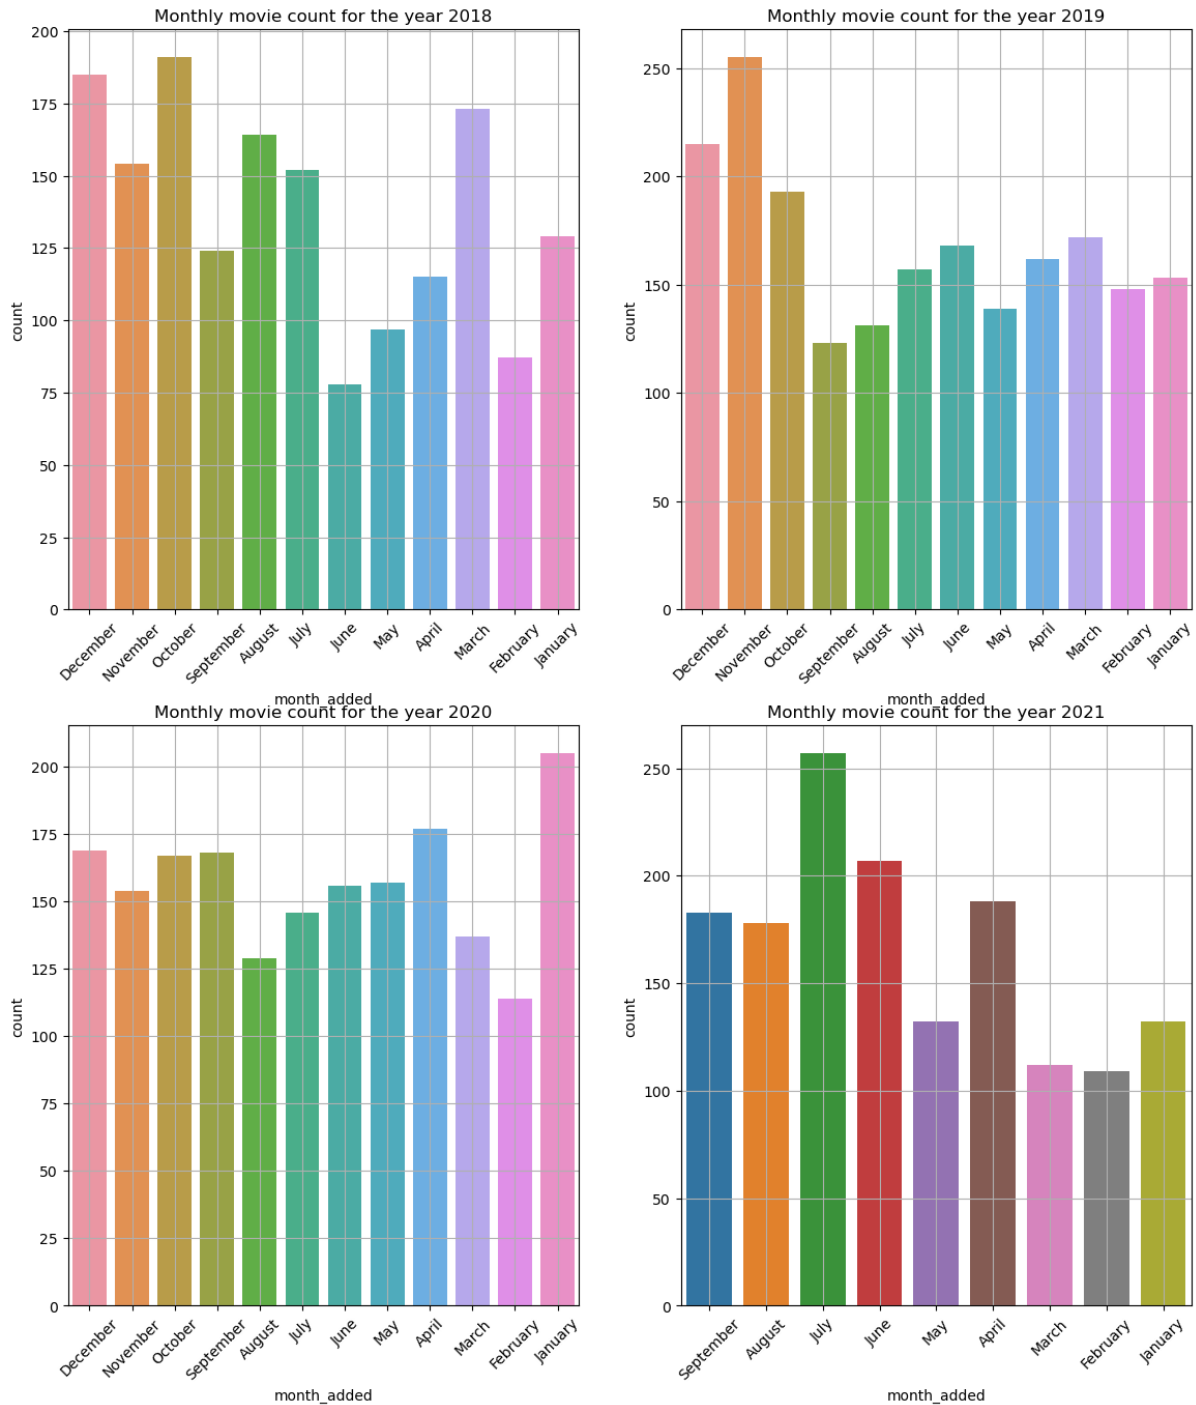 Monthly movie count for the year 2018
200
175
150
125
100
75
50
25
0
count
December
November
October
September
August
July
June
May
April
March
February
January
month_added
Monthly movie count for the year 2019
250
200
150
100
50
0
count
December
November
October
September
August
July
June
May
April
March
February
January
month_added
Monthly movie count for the year 2020
200
175
150
125
100
75
50
25
0
count
December
November
October
September
August
July
June
May
April
March
February
January
month_added
Monthly movie count for the year 2021
250
200
150
100
50
0
count
September
August
July
June
May
April
March
February
January
month_added